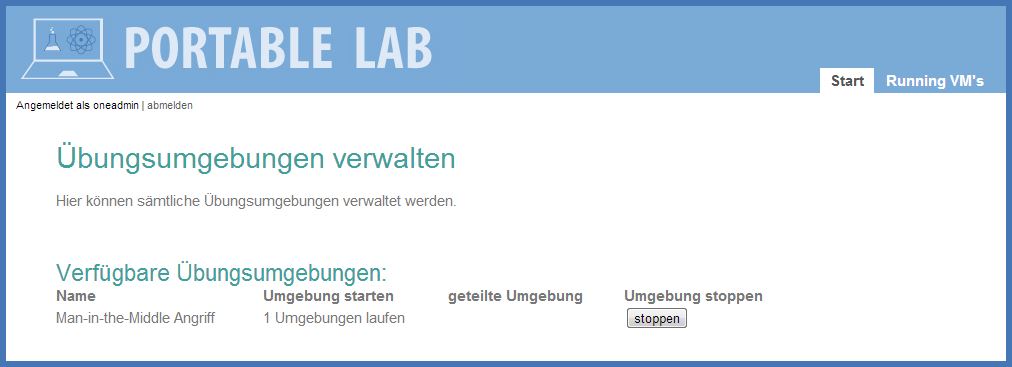 PORTABLE LAB
Start Running VM's
Angemeldet als oneadmin | abmelden
Übungsumgebungen verwalten
Hier können sämtliche Übungsumgebungen verwaltet werden.
Verfügbare Übungsumgebungen:
Name Umgebung starten geteilte Umgebung Umgebung stoppen
Man-in-the-Middle Angriff 1 Umgebungen laufen stoppen